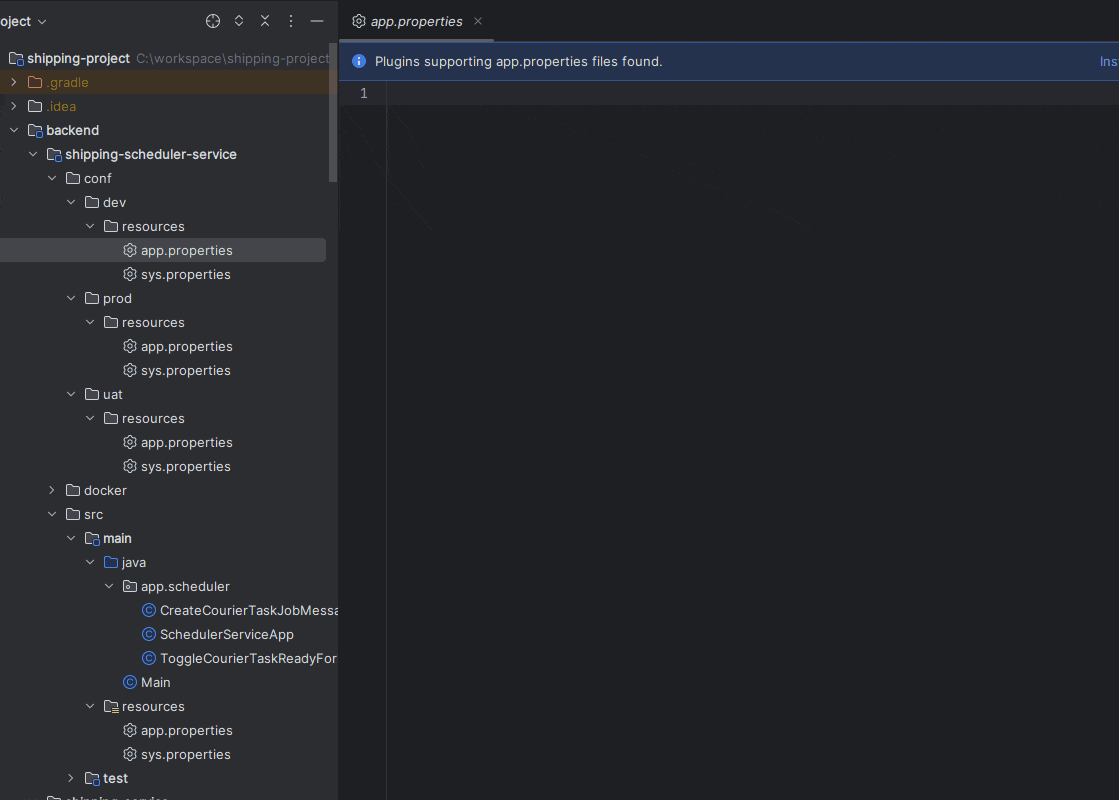 oject
app.properties
shipping-project C:\workspace\shipping-project
Plugins supporting app.properties files found.
Ins
.gradle
1
.idea
backend
shipping-scheduler-service
conf
dev
resources
app.properties
sys.properties
prod
resources
app.properties
sys.properties
uat
resources
app.properties
sys.properties
docker
src
main
java
app.scheduler
CreateCourierTaskJobMessa
SchedulerServiceApp
ToggleCourierTaskReadyFor
Main
resources
app.properties
sys.properties
test
shipping-service